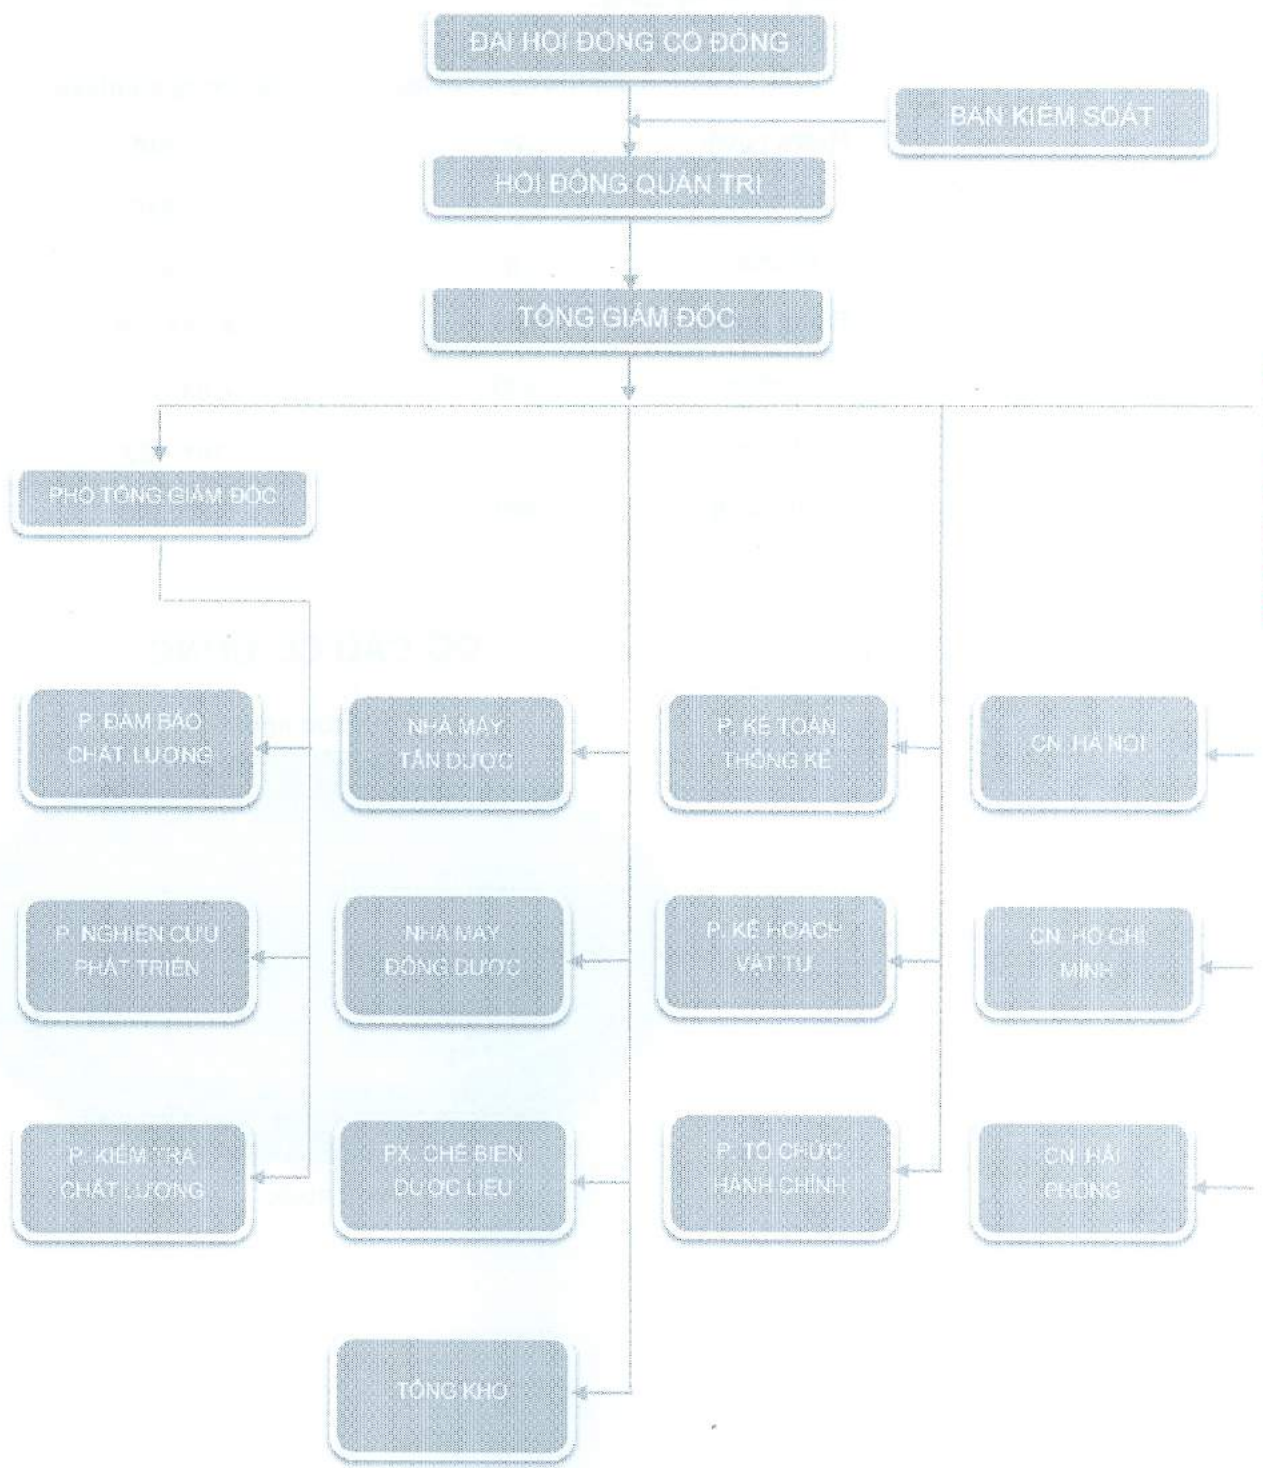 ĐẠI HỘI ĐỒNG CỔ ĐÔNG
BAN KIỂM SOÁT
HỘI ĐỒNG QUẢN TRỊ
TỔNG GIÁM ĐỐC
PHÓ TỔNG GIÁM ĐỐC
P. ĐẢM BẢO
CHẤT LƯỢNG
NHÀ MÁY
TÂN DƯỢC
P. KẾ TOÁN
THỐNG KÊ
CN. HÀ NỘI
P. NGHIÊN CỨU
PHÁT TRIỂN
NHÀ MÁY
ĐÔNG DƯỢC
P. KẾ HOẠCH
VẬT TƯ
CN. HỒ CHÍ
MINH
P. KIỂM TRA
CHẤT LƯỢNG
PX. CHẾ BIẾN
DƯỢC LIỆU
P. TỔ CHỨC
HÀNH CHÍNH
CN. HẢI
PHÒNG
TỔNG KHO